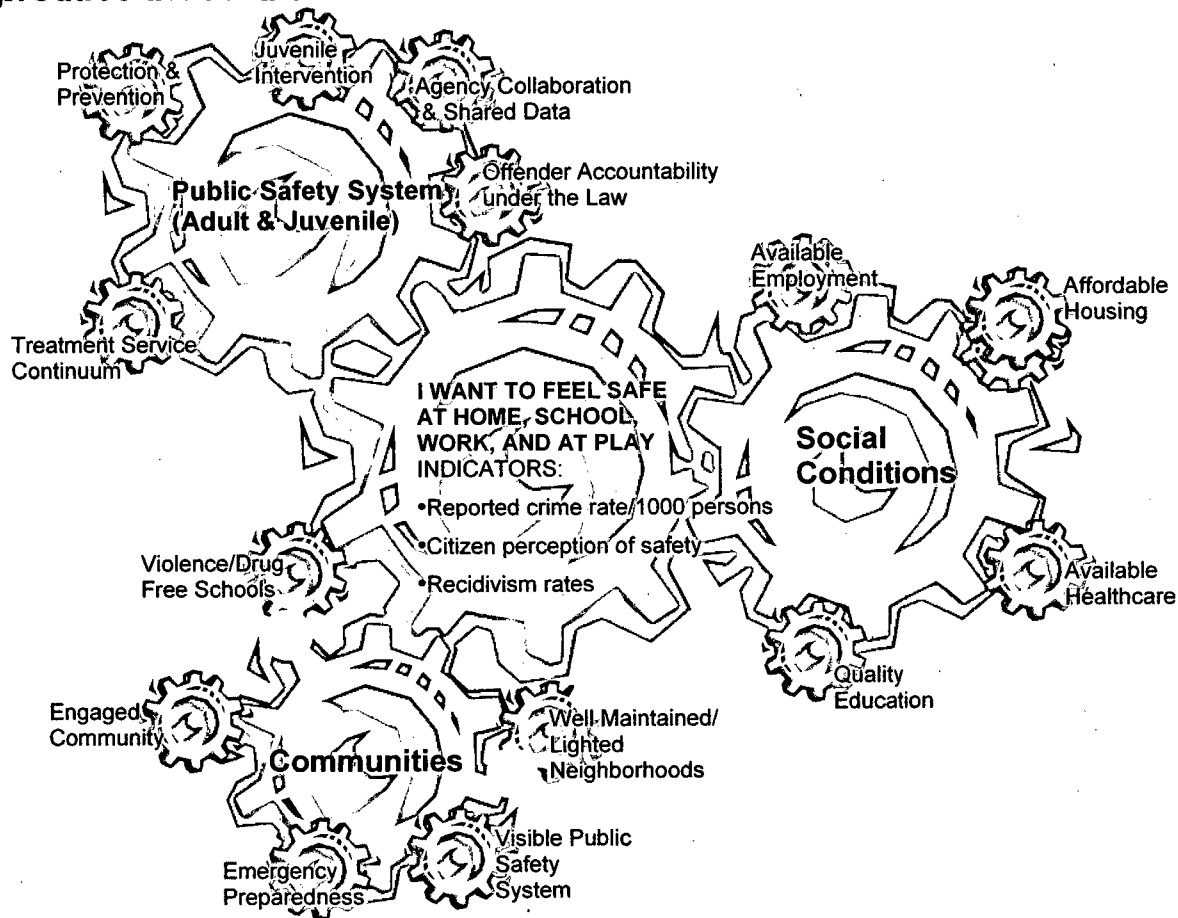 Juvenile
Intervention
Protection &
Prevention
Agency Collaboration
& Shared Data
Offender Accountability
under the Law
Public Safety System
(Adult & Juvenile)
Treatment Service
Continuum
Available
Employment
Affordable
Housing
I WANT TO FEEL SAFE
AT HOME, SCHOOL,
WORK, AND AT PLAY
INDICATORS:
•Reported crime rate/1000 persons
•Citizen perception of safety
•Recidivism rates
Social
Conditions
Violence/Drug
Free Schools
Available
Healthcare
Quality
Education
Engaged
Community
Communities
Well-Maintained/
Lighted
Neighborhoods
Visible Public
Safety
System
Emergency
Preparedness